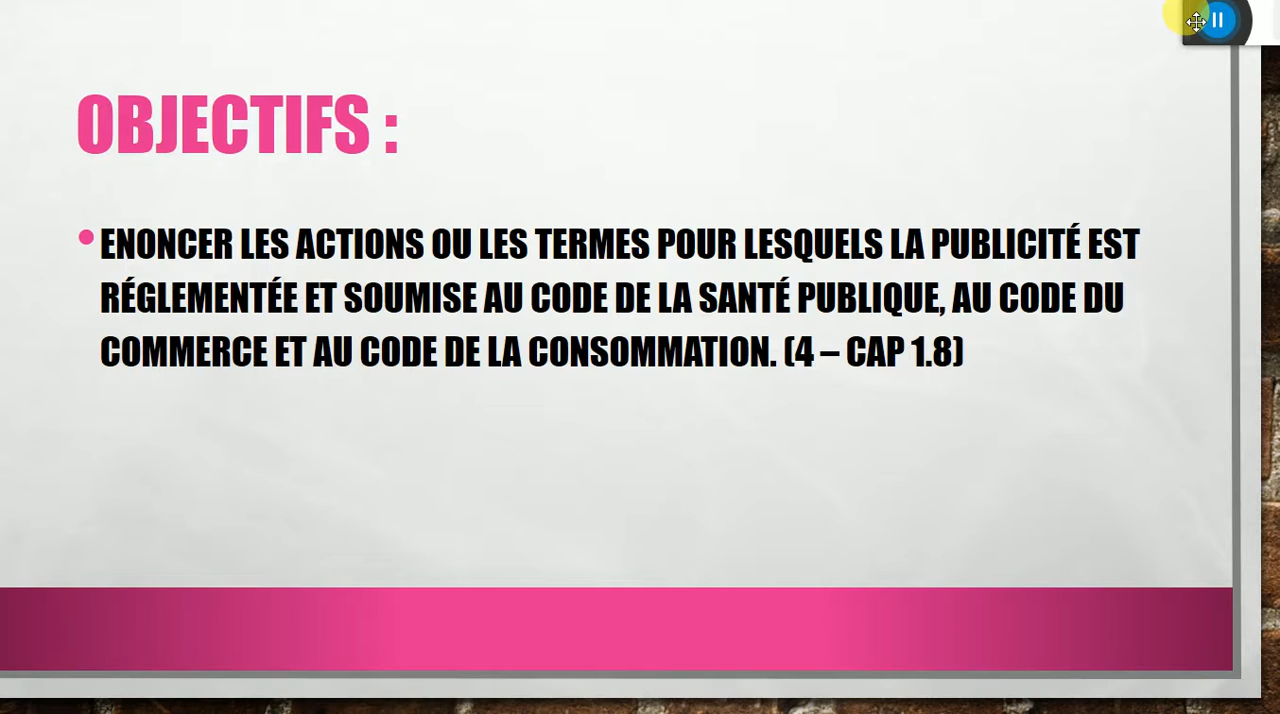 OBJECTIFS :
•ENONCER LES ACTIONS OU LES TERMES POUR LESQUELS LA PUBLICITÉ EST
RÉGLEMENTÉE ET SOUMISE AU CODE DE LA SANTÉ PUBLIQUE, AU CODE DU
COMMERCE ET AU CODE DE LA CONSOMMATION. (4 – CAP 1.8)